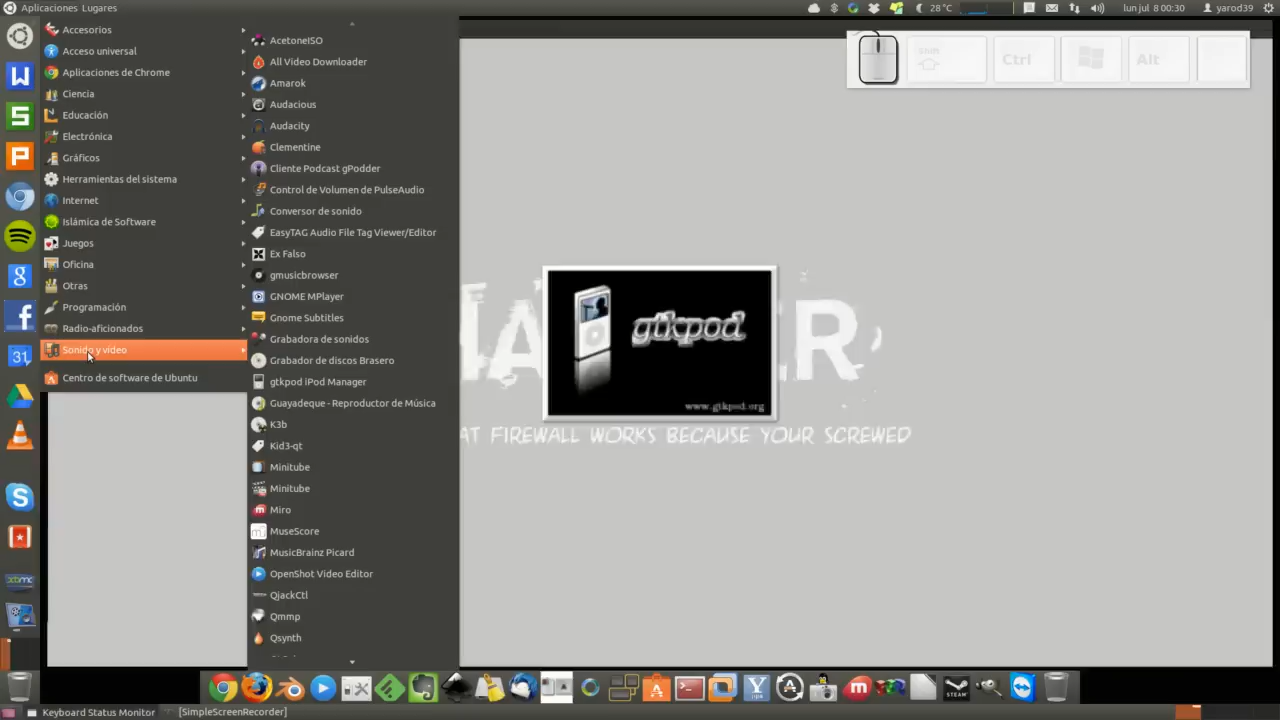 Aplicaciones Lugares
28 °C
lun jul 8 00:30
yarod39
Accesorios
Acceso universal
Aplicaciones de Chrome
Ciencia
Educación
Electrónica
Gráficos
Herramientas del sistema
Internet
Islámica de Software
Juegos
Oficina
Otras
Programación
Radio-aficionados
Sonido y vídeo
Centro de software de Ubuntu
AcetoneISO
All Video Downloader
Amarok
Audacious
Audacity
Clementine
Cliente Podcast gPodder
Control de Volumen de PulseAudio
Conversor de sonido
EasyTAG Audio File Tag Viewer/Editor
Ex Falso
gmusicbrowser
GNOME MPlayer
Gnome Subtitles
Grabadora de sonidos
Grabador de discos Brasero
gtkpod iPod Manager
Guayadeque - Reproductor de Música
K3b
Kid3-qt
Minitube
Minitube
Miro
MuseScore
MusicBrainz Picard
OpenShot Video Editor
QjackCtl
Qmmp
Qsynth
Shift
Ctrl
Alt
gtkpod
www.gtkpod.org
AT FIREWALL WORKS BECAUSE YOUR SCREWED
W
S
P
g
f
31
S
xbmc
STEAM
Keyboard Status Monitor
[SimpleScreenRecorder]